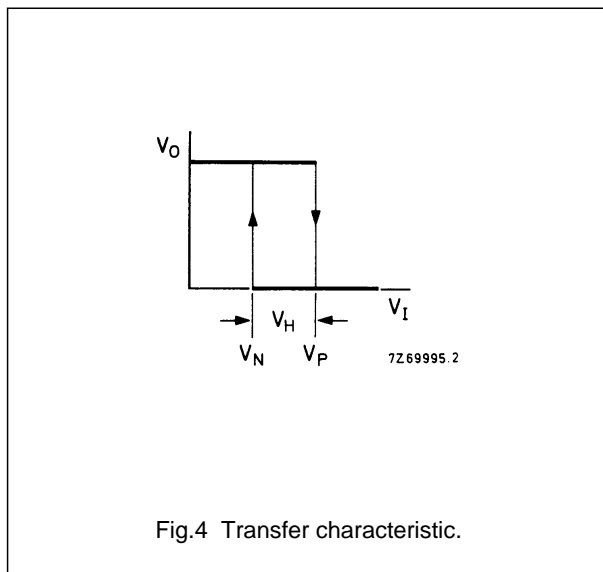 V_O
V_I
V_H
V_N V_P
7Z69995.2
Fig.4 Transfer characteristic.